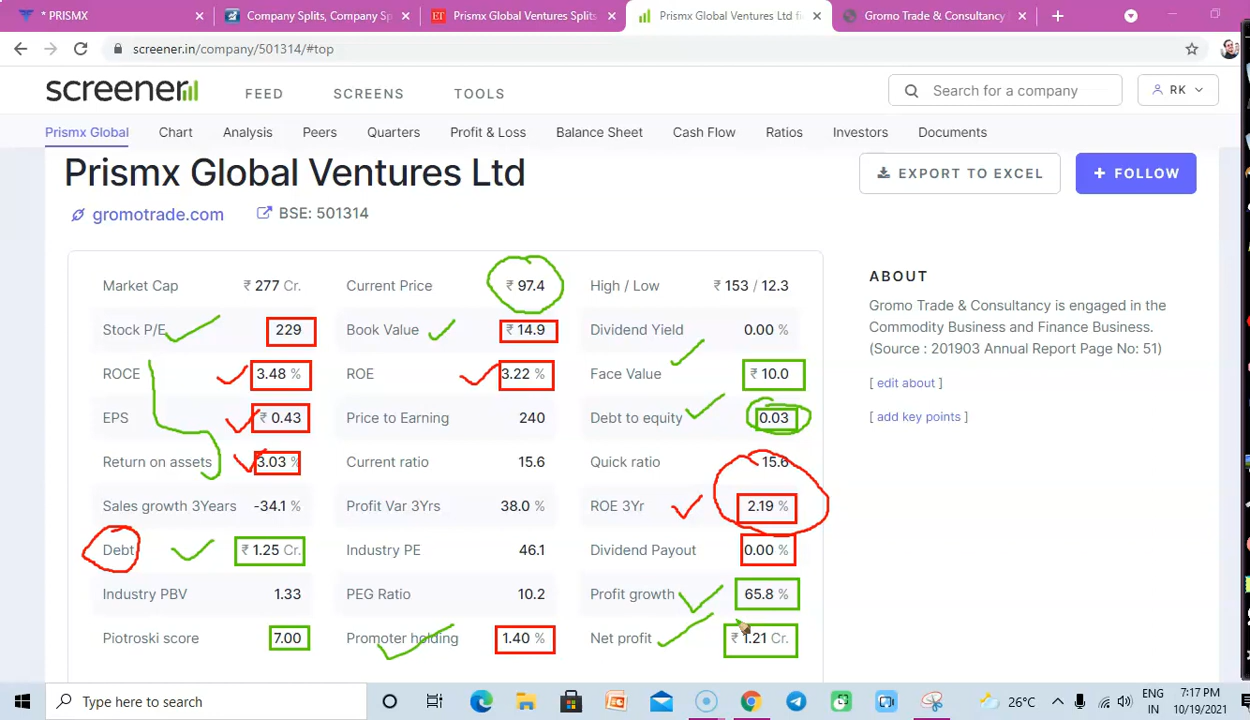 * PRISMX
Company Splits, Company Sp
ET Prismx Global Ventures Splits
Prismx Global Ventures Ltd fi
Gromo Trade & Consultancy
screener.in/company/501314/#top
screener
FEED
SCREENS
TOOLS
Search for a company
RK
Prismx Global
Chart
Analysis
Peers
Quarters
Profit & Loss
Balance Sheet
Cash Flow
Ratios
Investors
Documents
Prismx Global Ventures Ltd
EXPORT TO EXCEL
+ FOLLOW
gromotrade.com
BSE: 501314
Market Cap ₹ 277 Cr.
Current Price ₹ 97.4
High / Low ₹ 153 / 12.3
Stock P/E 229
Book Value ₹ 14.9
Dividend Yield 0.00 %
ROCE 3.48 %
ROE 3.22 %
Face Value ₹ 10.0
EPS ₹ 0.43
Price to Earning 240
Debt to equity 0.03
Return on assets 3.03 %
Current ratio 15.6
Quick ratio 15.6
Sales growth 3Years -34.1 %
Profit Var 3Yrs 38.0 %
ROE 3Yr 2.19 %
Debt ₹ 1.25 Cr.
Industry PE 46.1
Dividend Payout 0.00 %
Industry PBV 1.33
PEG Ratio 10.2
Profit growth 65.8 %
Piotroski score 7.00
Promoter holding 1.40 %
Net profit ₹ 1.21 Cr.
ABOUT
Gromo Trade & Consultancy is engaged in the
Commodity Business and Finance Business.
(Source : 201903 Annual Report Page No: 51)
[ edit about ]
[ add key points ]
Type here to search
26°C
ENG
IN
7:17 PM
10/19/2021